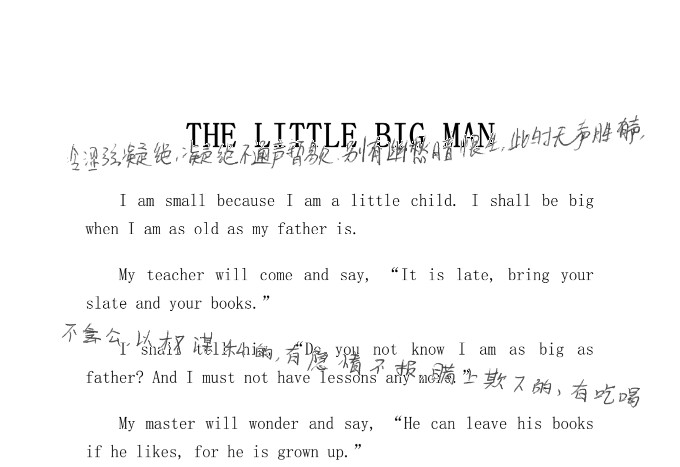 THE LITTLE BIG MAN
冷涩弦凝绝,凝绝不通声暂歇.别有幽愁暗恨生,此时无声胜有声,
I am small because I am a little child. I shall be big
when I am as old as my father is.
My teacher will come and say, “It is late, bring your
slate and your books.”
不奉公,以权谋私的,有愿情不报,瞒上欺下的,有吃喝
I shall tell him, “Do you not know I am as big as
father? And I must not have lessons any more.”
My master will wonder and say, “He can leave his books
if he likes, for he is grown up.”